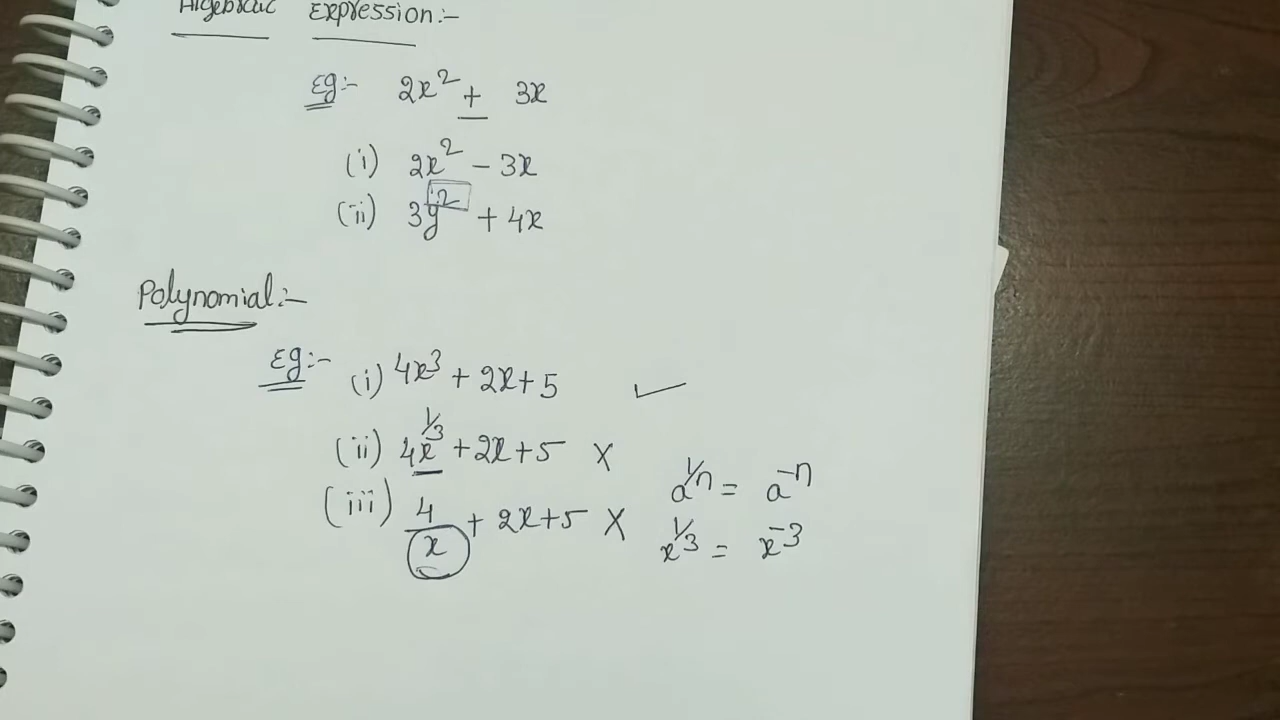 Algebraic Expression:-
Eg:- 2x² + 3x
(i) 2x² - 3x
(ii) 3y² + 4x
Polynomial:-
Eg:- (i) 4x³ + 2x + 5 ✓
(ii) 4x^1/3 + 2x + 5 X
(iii) 4/x + 2x + 5 X
a^1/n = a^-n
x^1/3 = x^-3